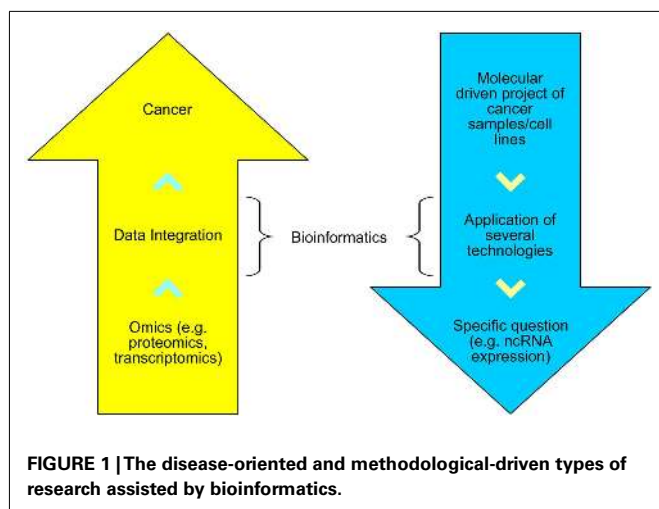 Cancer
Data Integration
Omics (e.g.
proteomics,
transcriptomics)
Bioinformatics
Molecular
driven project of
cancer
samples/cell
lines
Application of
several
technologies
Specific question
(e.g. ncRNA
expression)
FIGURE 1 | The disease-oriented and methodological-driven types of
research assisted by bioinformatics.